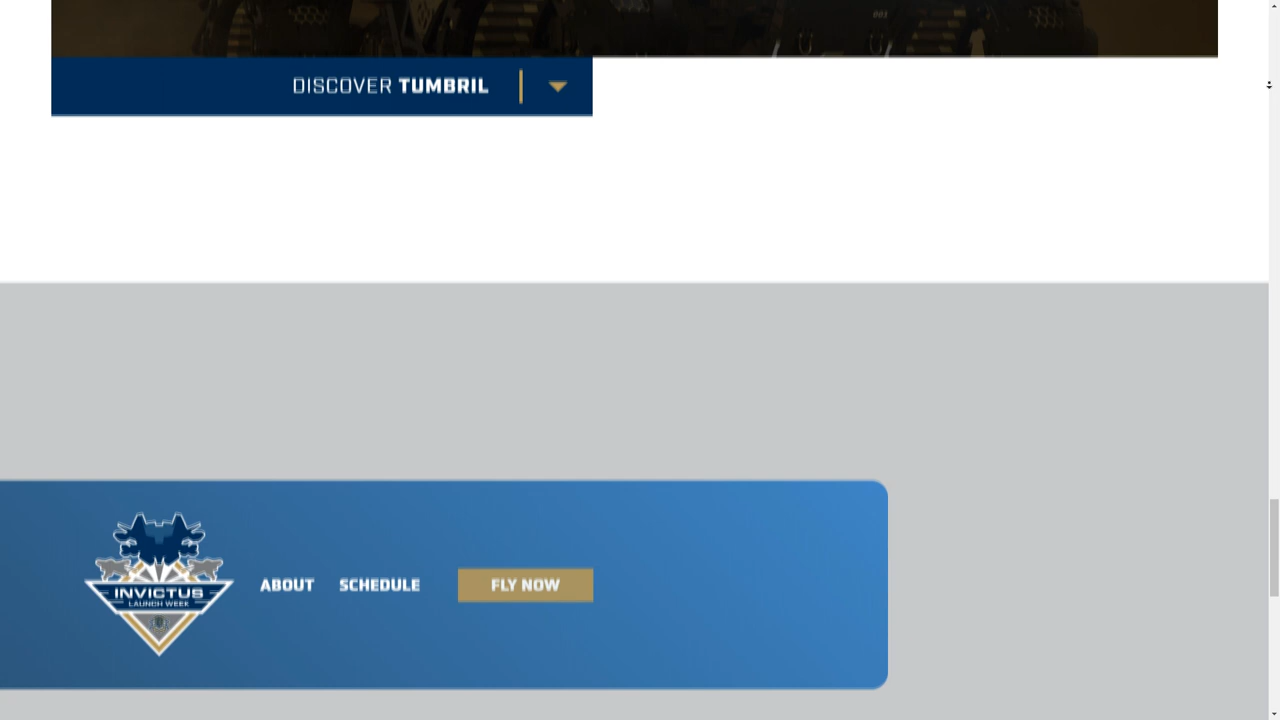 DISCOVER TUMBRIL
INVICTUS
LAUNCH WEEK
ABOUT
SCHEDULE
FLY NOW